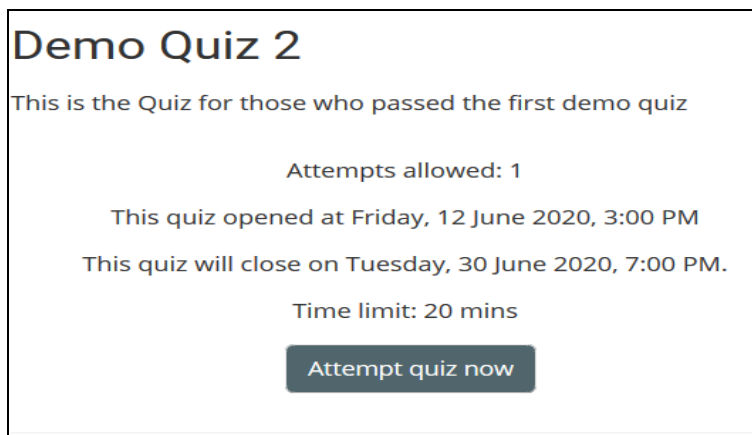 Demo Quiz 2
This is the Quiz for those who passed the first demo quiz
Attempts allowed: 1
This quiz opened at Friday, 12 June 2020, 3:00 PM
This quiz will close on Tuesday, 30 June 2020, 7:00 PM.
Time limit: 20 mins
Attempt quiz now